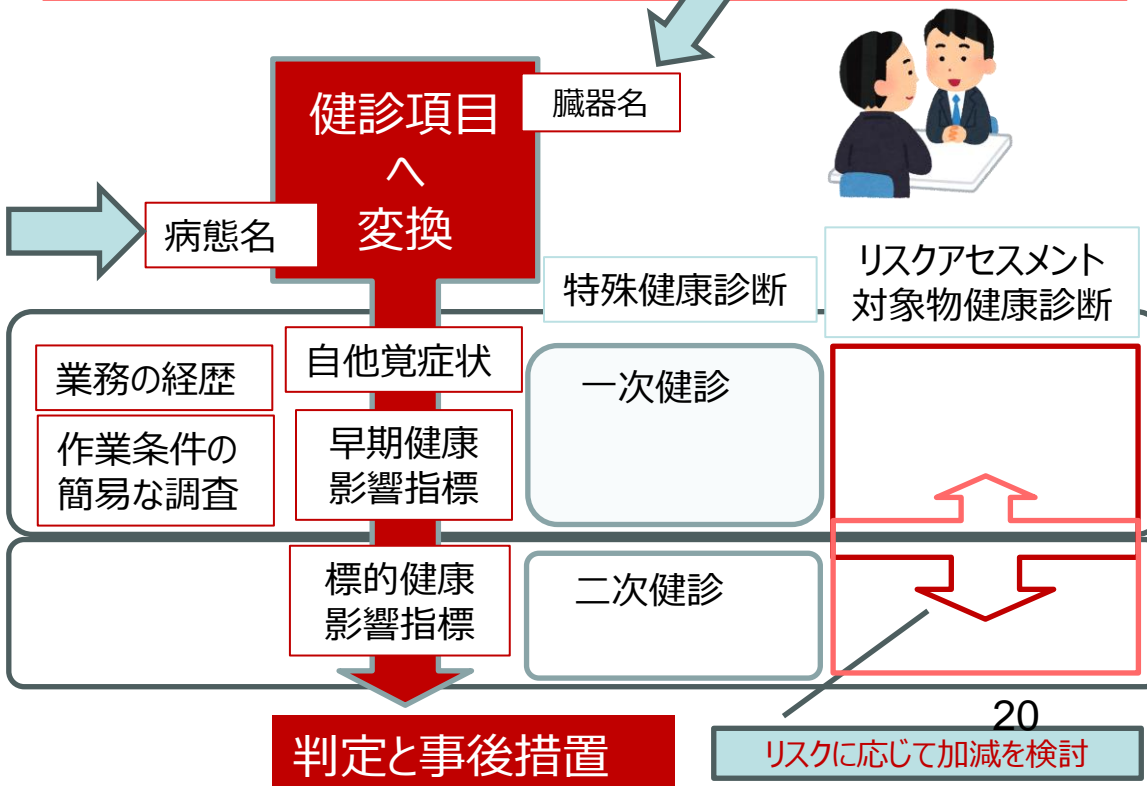 健診項目
へ
変換
臓器名
病態名
特殊健康診断
リスクアセスメント
対象物健康診断
業務の経歴
作業条件の
簡易な調査
自他覚症状
早期健康
影響指標
一次健診
標的健康
影響指標
二次健診
判定と事後措置
20
リスクに応じて加減を検討